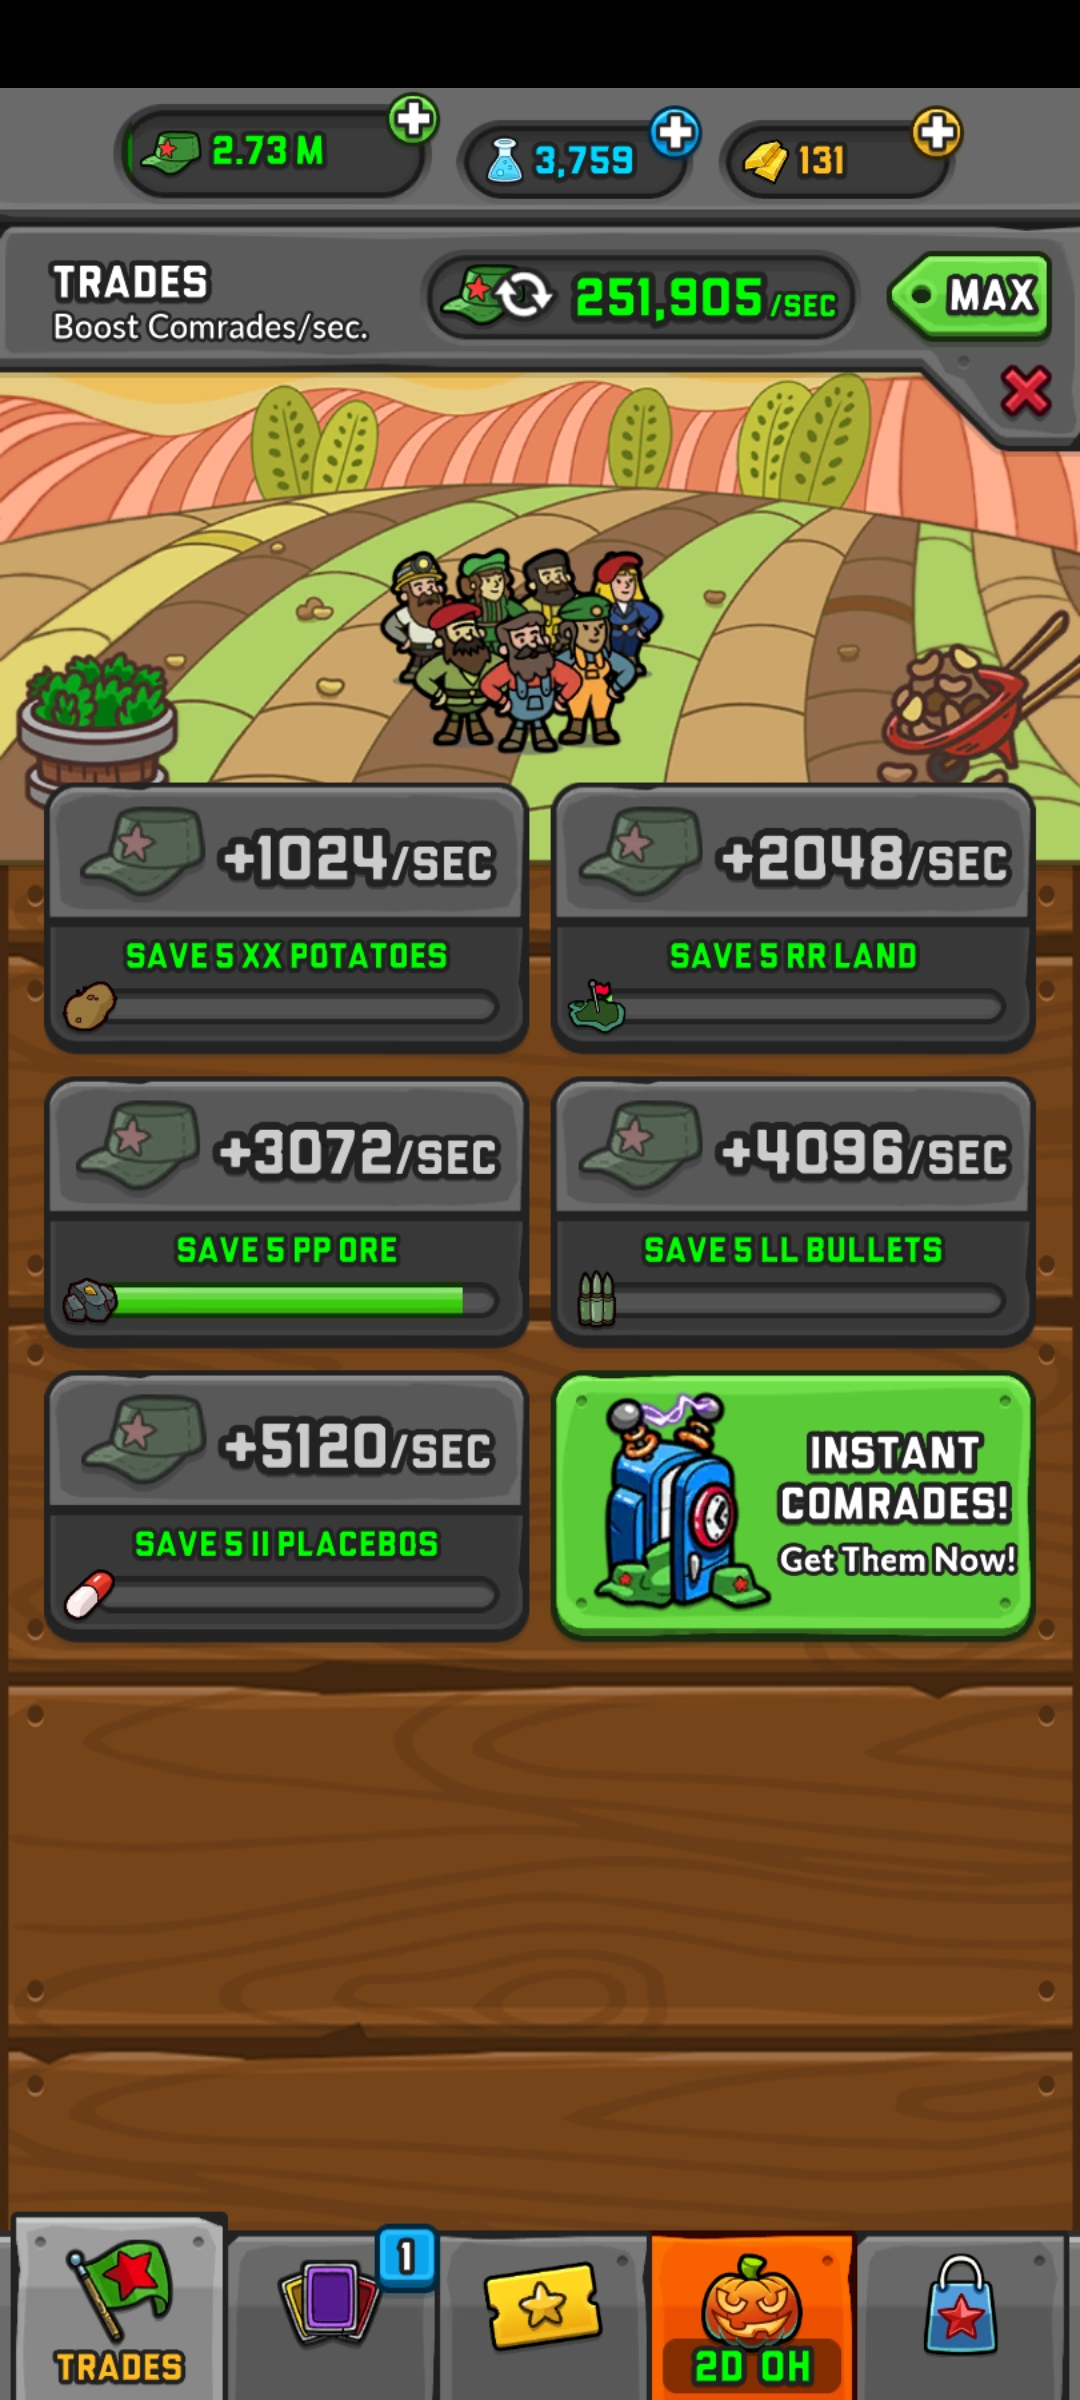 2.73 M
3,759
131
TRADES
Boost Comrades/sec.
251,905/SEC
MAX
+1024/SEC
SAVE 5 XX POTATOES
+2048/SEC
SAVE 5 RR LAND
+3072/SEC
SAVE 5 PP ORE
+4096/SEC
SAVE 5 LL BULLETS
+5120/SEC
SAVE 5 II PLACEBOS
INSTANT
COMRADES!
Get Them Now!
1
TRADES
2D 0H